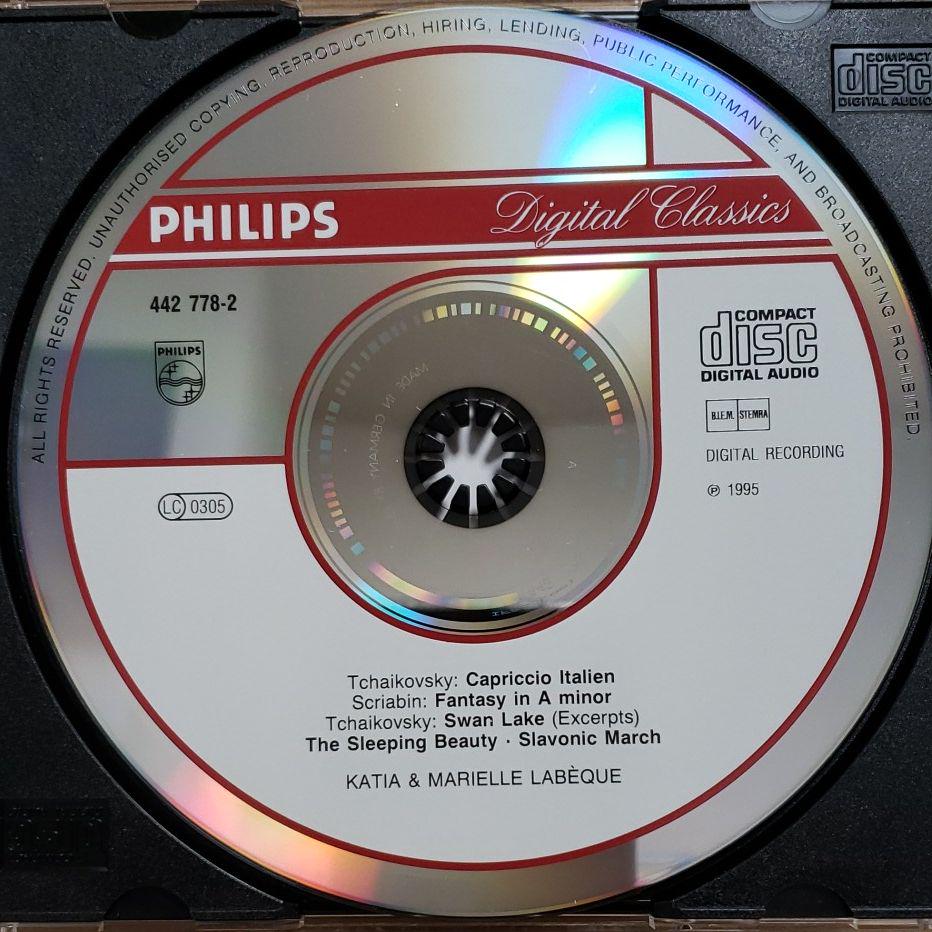 ALL RIGHTS RESERVED. UNAUTHORISED COPYING, REPRODUCTION, HIRING, LENDING, PUBLIC PERFORMANCE, AND BROADCASTING PROHIBITED.
COMPACT
disc
DIGITAL AUDIO
PHILIPS
Digital Classics
442 778-2
PHILIPS
COMPACT
disc
DIGITAL AUDIO
B.I.E.M. STEMRA
DIGITAL RECORDING
℗ 1995
LC 0305
MADE IN GERMANY
A
Tchaikovsky: Capriccio Italien
Scriabin: Fantasy in A minor
Tchaikovsky: Swan Lake (Excerpts)
The Sleeping Beauty · Slavonic March
KATIA & MARIELLE LABÈQUE